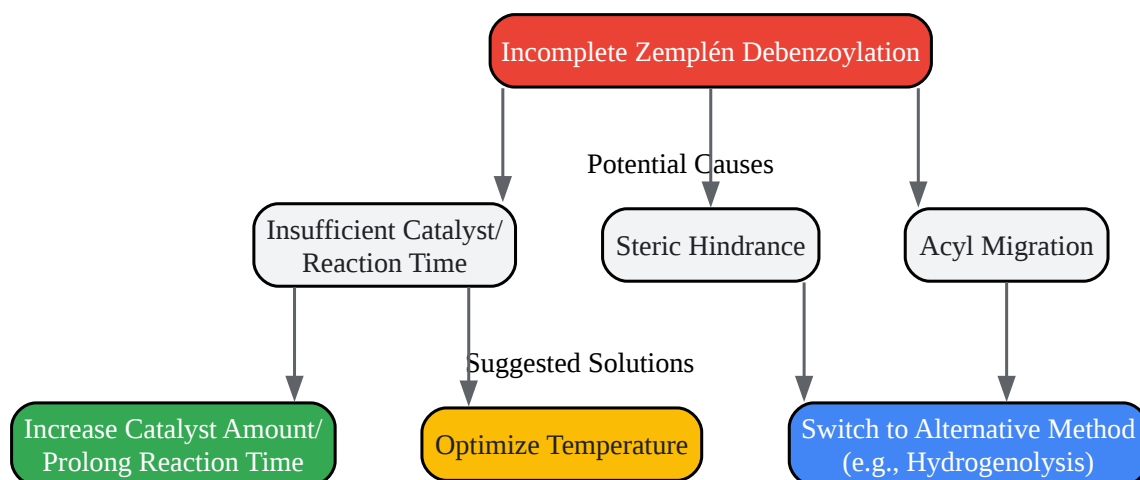 Incomplete Zemplén Debenzoylation
Potential Causes
Insufficient Catalyst/
Reaction Time
Steric Hindrance
Acyl Migration
Suggested Solutions
Increase Catalyst Amount/
Prolong Reaction Time
Optimize Temperature
Switch to Alternative Method
(e.g., Hydrogenolysis)